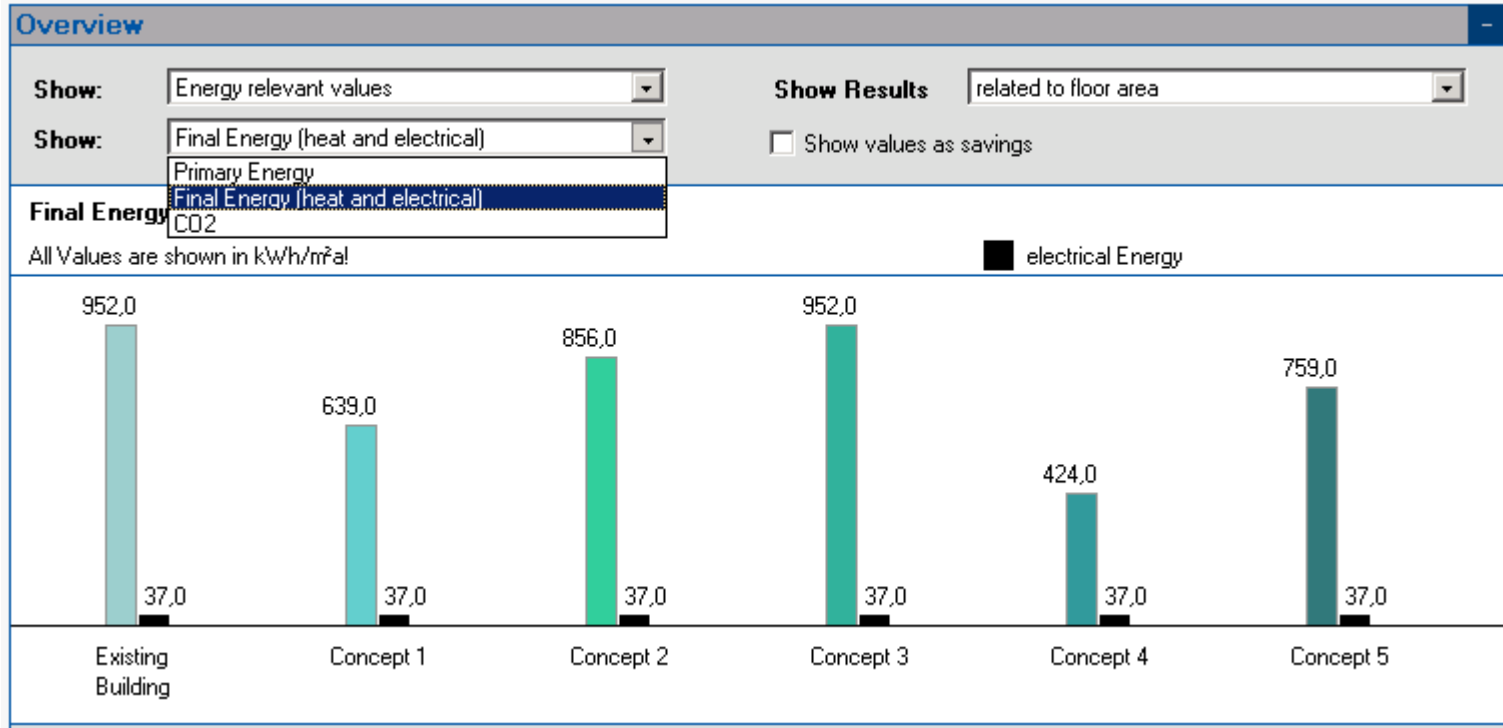 Overview
Show: Energy relevant values Show Results related to floor area
Show: Final Energy (heat and electrical) Show values as savings
Primary Energy
Final Energy (heat and electrical)
CO2
Final Energy
All Values are shown in kWh/m²a! electrical Energy
952,0 639,0 856,0 952,0 424,0 759,0
37,0 37,0 37,0 37,0 37,0 37,0
Existing Building Concept 1 Concept 2 Concept 3 Concept 4 Concept 5